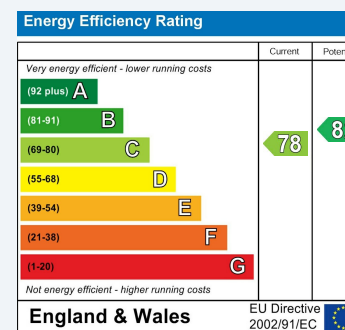 Energy Efficiency Rating
Current
Very energy efficient - lower running costs
(92 plus) A
(81-91) B
(69-80) C
78
(55-68) D
(39-54) E
(21-38) F
(1-20) G
Not energy efficient - higher running costs
England & Wales
EU Directive
2002/91/EC